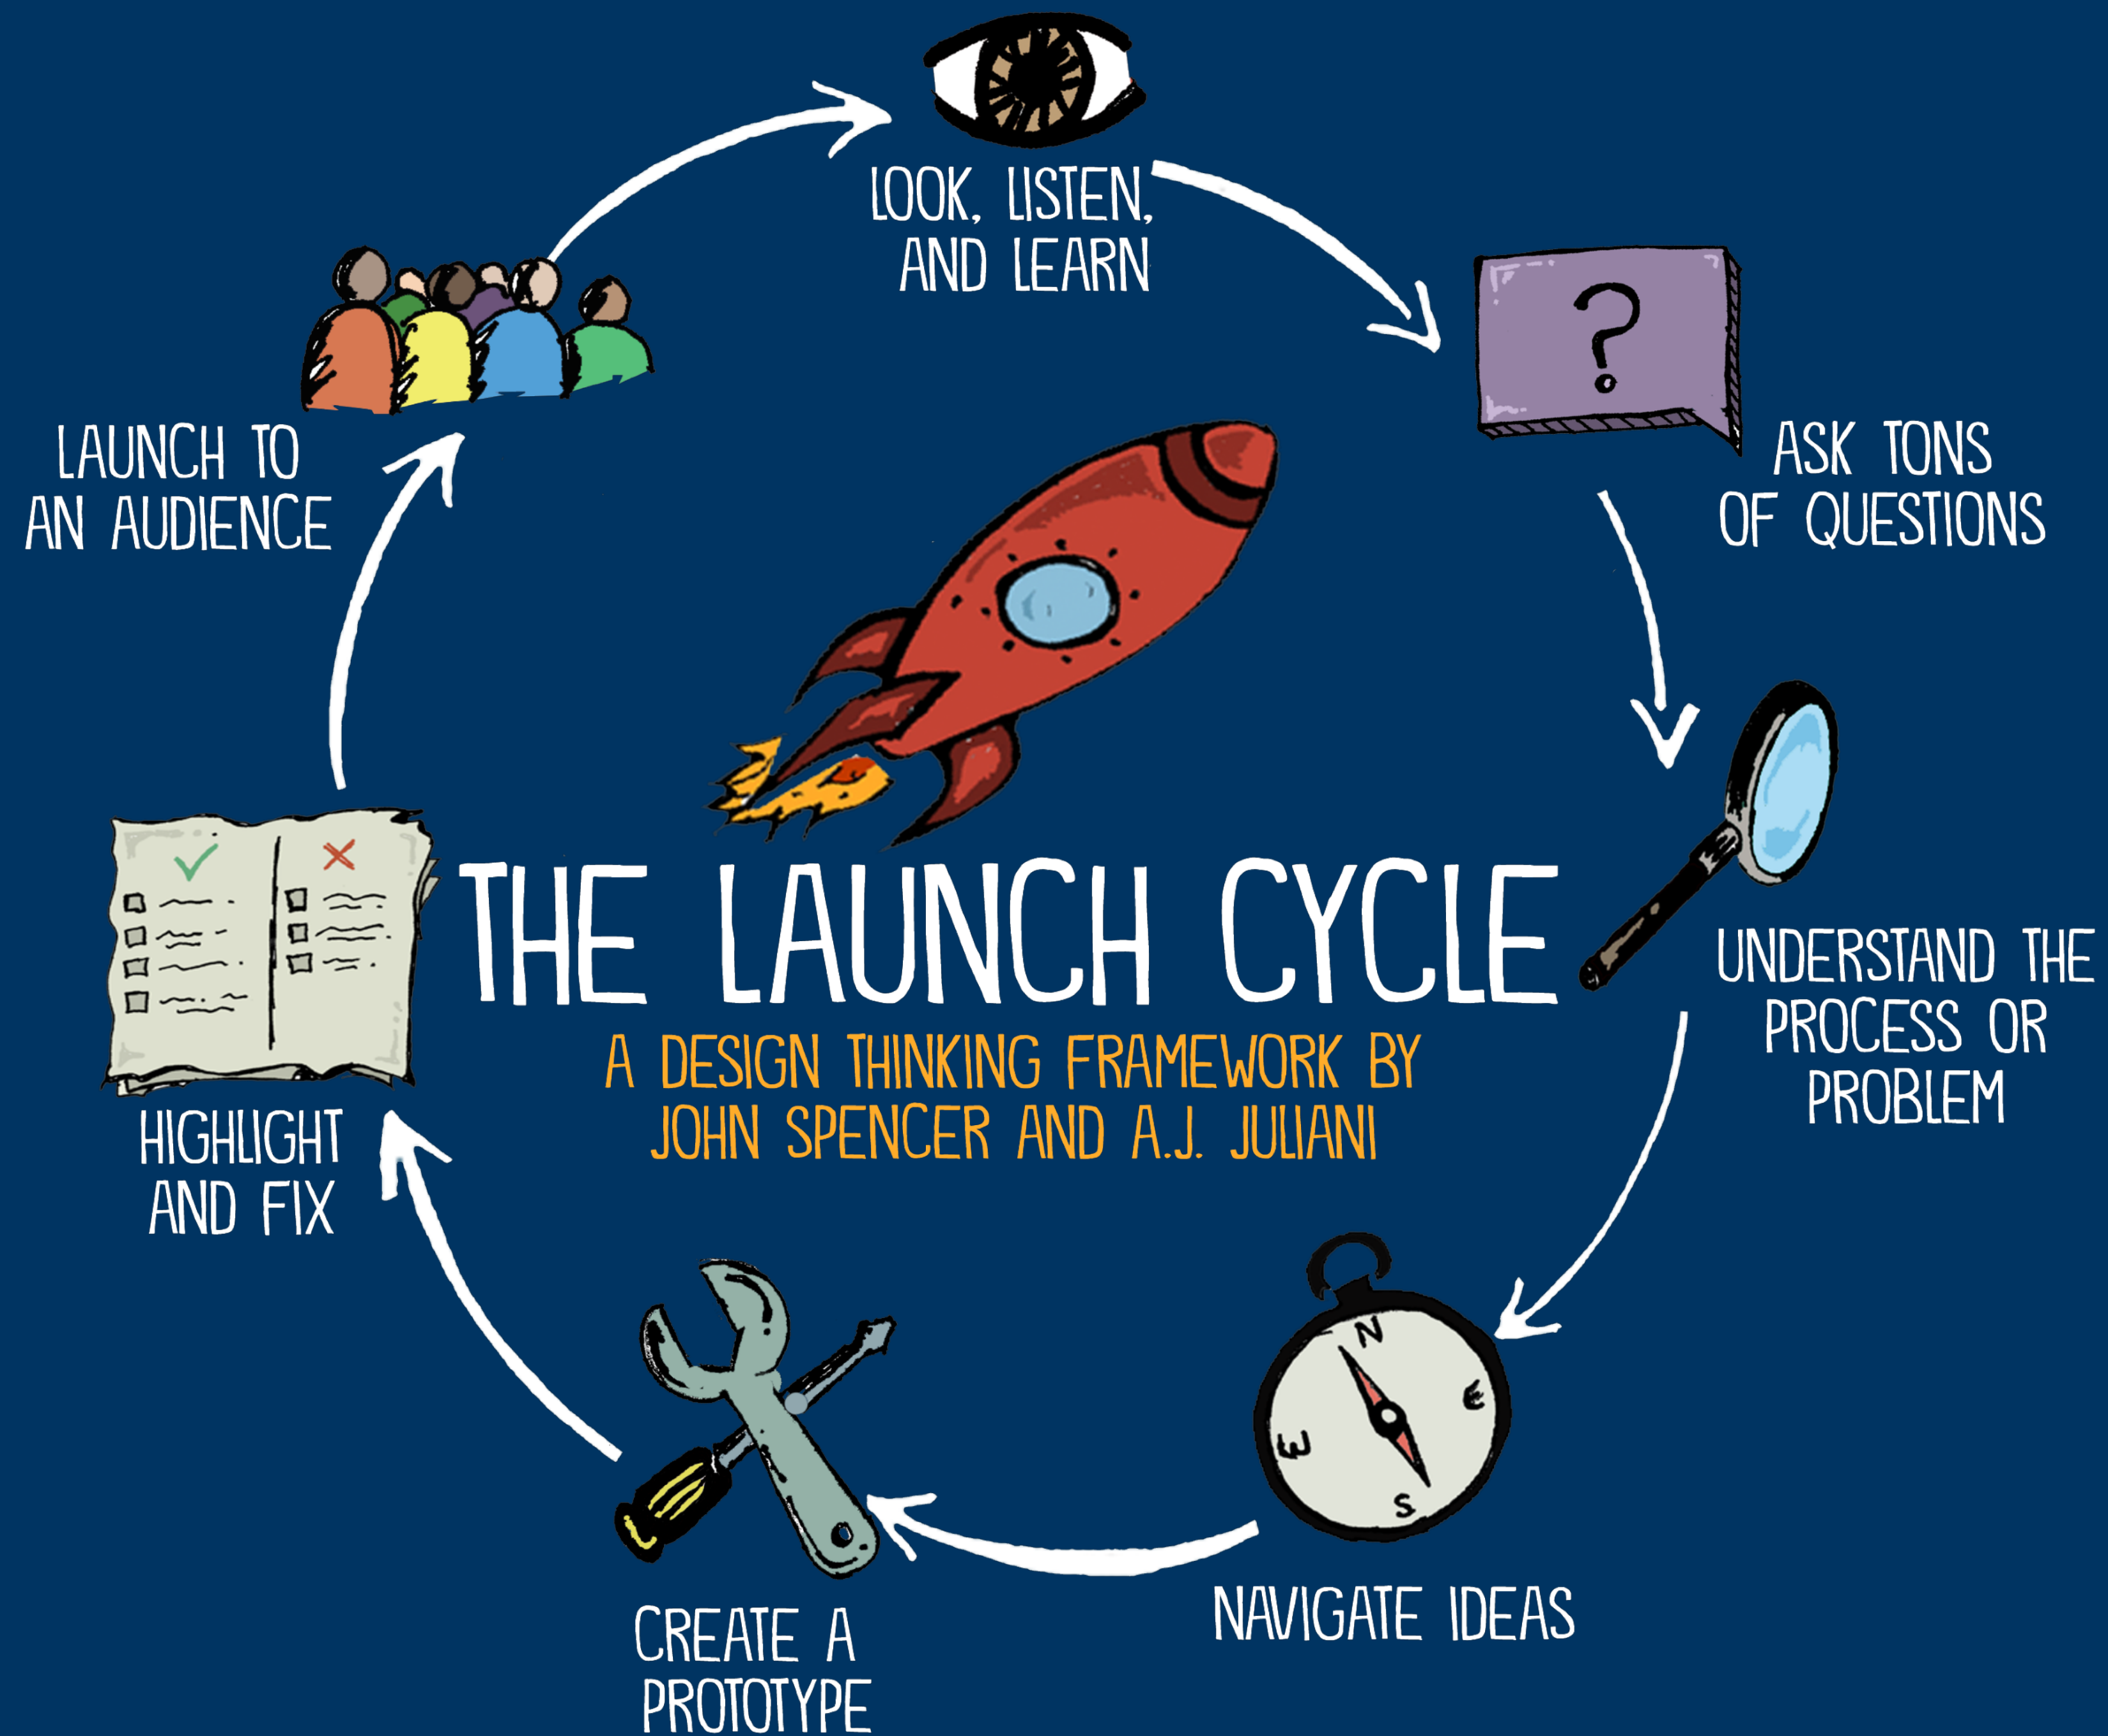 LOOK, LISTEN,
AND LEARN
?
ASK TONS
OF QUESTIONS
UNDERSTAND THE
PROCESS OR
PROBLEM
N
E
S
W
NAVIGATE IDEAS
CREATE A
PROTOTYPE
HIGHLIGHT
AND FIX
LAUNCH TO
AN AUDIENCE
THE LAUNCH CYCLE
A DESIGN THINKING FRAMEWORK BY
JOHN SPENCER AND A.J. JULIANI